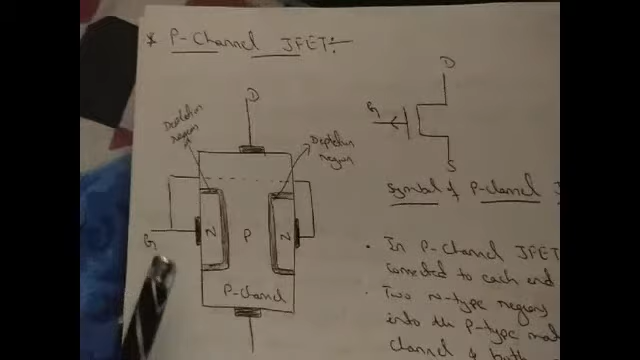 * P-Channel JFET:-
D
D
Depletion
region
Depletion
region
G
S
Symbol of P-channel J
N
P
N
G
P-channel
• In P-channel JFET
connected to each end
• Two n-type regions
into the P-type mat
channel & both